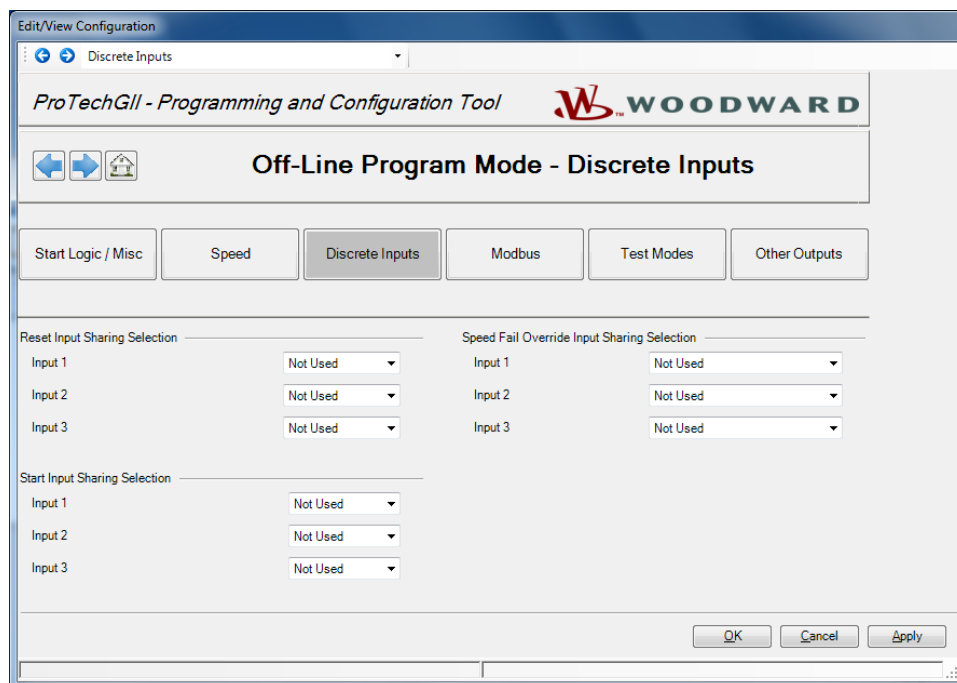 Edit/View Configuration
Discrete Inputs
ProTechGII - Programming and Configuration Tool
WOODWARD
Off-Line Program Mode - Discrete Inputs
Start Logic / Misc
Speed
Discrete Inputs
Modbus
Test Modes
Other Outputs
Reset Input Sharing Selection
Input 1 Not Used
Input 2 Not Used
Input 3 Not Used
Speed Fail Override Input Sharing Selection
Input 1 Not Used
Input 2 Not Used
Input 3 Not Used
Start Input Sharing Selection
Input 1 Not Used
Input 2 Not Used
Input 3 Not Used
OK
Cancel
Apply